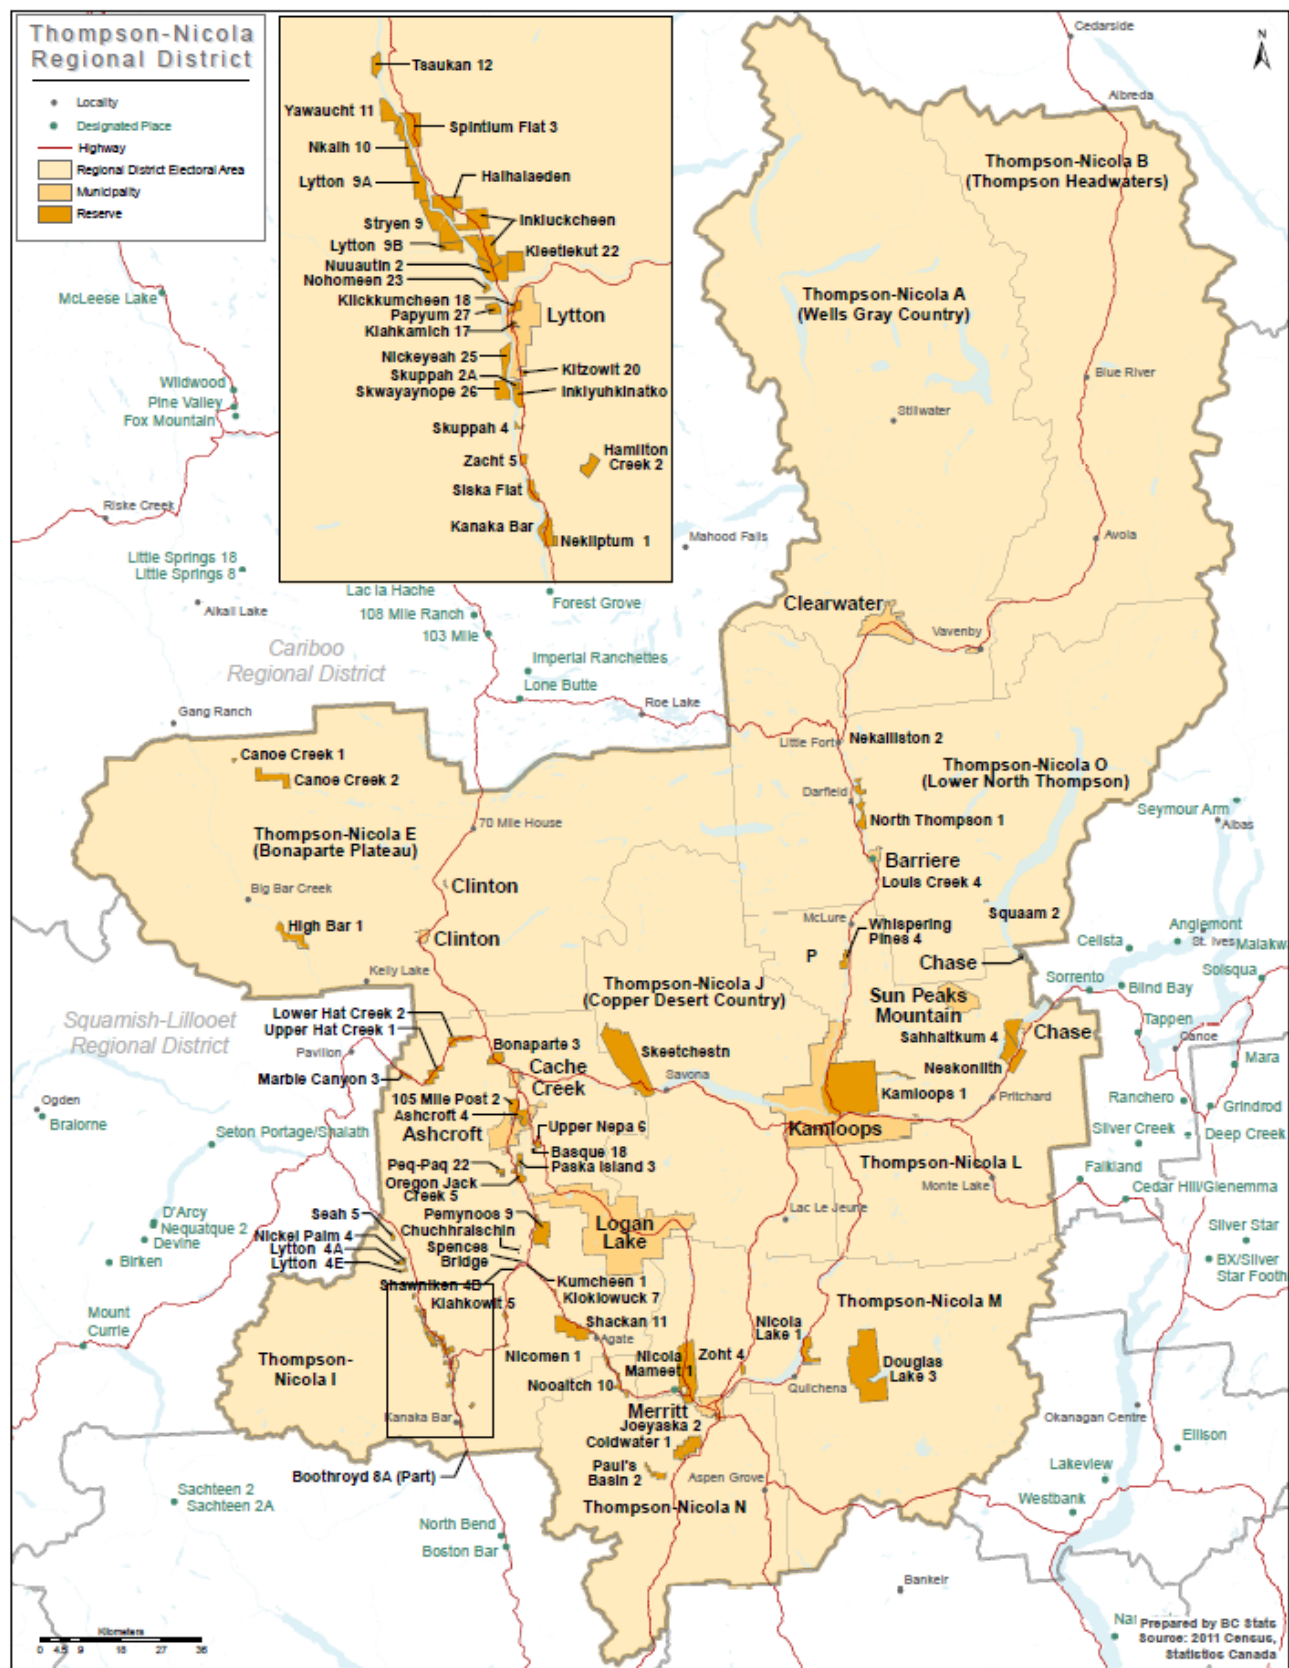 Thompson-Nicola
Regional District
Locality
Designated Place
Highway
Regional District Electoral Area
Municipality
Reserve
Tsaukan 12
Yawaucht 11
Spintlum Flat 3
Nkaih 10
Lytton 9A
Halhalaeden
Stryen 9
Inkluckcheen
Lytton 9B
Kleetlekut 22
Nuuautin 2
Nohomeen 23
Klickkumcheen 18
Papyum 27
Klahkamich 17
Lytton
Nickeyeah 25
Kitzowit 20
Skuppah 2A
Skwayaynope 26
Inklyuhkinatko
Skuppah 4
Hamilton
Creek 2
Zacht 5
Siska Flat
Kanaka Bar
Nekliptum 1
N
Cedarside
Albreda
Thompson-Nicola B
(Thompson Headwaters)
Thompson-Nicola A
(Wells Gray Country)
Blue River
Stillwater
Avola
Mahood Falls
McLeese Lake
Wildwood
Pine Valley
Fox Mountain
Riske Creek
Little Springs 18
Little Springs 8
Alkali Lake
Lac la Hache
108 Mile Ranch
103 Mile
Forest Grove
Cariboo
Regional District
Imperial Ranchettes
Lone Butte
Gang Ranch
Roe Lake
Clearwater
Vavenby
Little Fort
Nekalliston 2
Thompson-Nicola O
(Lower North Thompson)
Darfield
North Thompson 1
Seymour Arm
Albas
Canoe Creek 1
Canoe Creek 2
Thompson-Nicola E
(Bonaparte Plateau)
70 Mile House
Barriere
Louis Creek 4
Big Bar Creek
Clinton
High Bar 1
Clinton
McLure
Whispering
Pines 4
P
Squaam 2
Chase
Celista
Anglemont
St. Ives
Malakwa
Kelly Lake
Thompson-Nicola J
(Copper Desert Country)
Sun Peaks
Mountain
Sorrento
Blind Bay
Solsqua
Squamish-Lillooet
Regional District
Lower Hat Creek 2
Upper Hat Creek 1
Pavilion
Marble Canyon 3
Bonaparte 3
Cache
Creek
Skeetchestn
Savona
Sahhaltkum 4
Chase
Tappen
Canoe
Mara
Neskonlith
Kamloops 1
Pritchard
Ranchero
Grindrod
Ogden
Bralorne
Seton Portage/Shalath
105 Mile Post 2
Ashcroft 4
Ashcroft
Upper Nepa 6
Basque 18
Paska Island 3
Kamloops
Silver Creek
Deep Creek
Thompson-Nicola L
Monte Lake
Falkland
Cedar Hill/Glenemma
Peq-Paq 22
Oregon Jack
Creek 5
Pemynoos 9
Chuchhraischin
Spences
Bridge
Logan
Lake
Lac Le Jeune
D'Arcy
Nequatque 2
Devine
Birken
Seah 5
Nickel Palm 4
Lytton 4A
Lytton 4E
Silver Star
BX/Silver
Star Footh
Shawniken 4B
Klahkowit 5
Kumcheen 1
Kloklowuck 7
Shackan 11
Agate
Thompson-Nicola M
Mount
Currie
Thompson-
Nicola I
Nicomen 1
Nicola
Mameet 1
Zoht 4
Nicola
Lake 1
Douglas
Lake 3
Nooaitch 10
Quilchena
Merritt
Joeyaska 2
Coldwater 1
Kanaka Bar
Okanagan Centre
Ellison
Boothroyd 8A (Part)
Paul's
Basin 2
Aspen Grove
Lakeview
Thompson-Nicola N
Westbank
Sachteen 2
Sachteen 2A
North Bend
Boston Bar
Bankeir
Kilometers
0 4.5 9 18 27 36
Prepared by BC Stats
Source: 2011 Census,
Statistics Canada